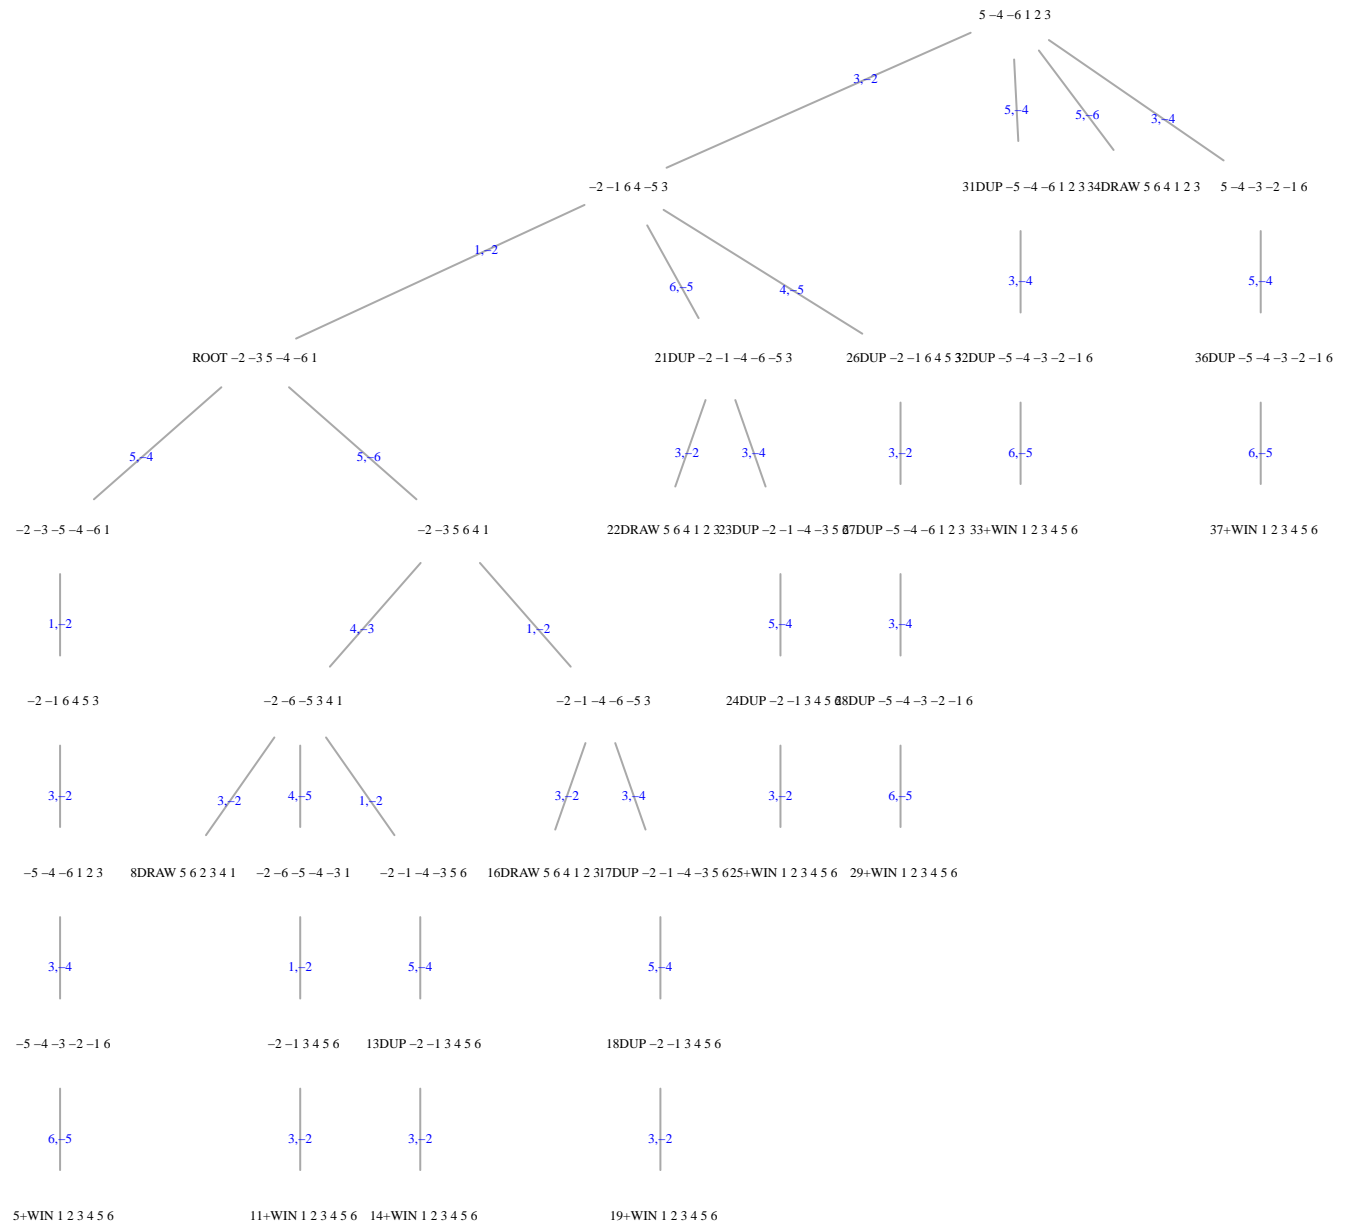 5 −4 −6 1 2 3
3,−2
5,−4
5,−6
3,−4
−2 −1 6 4 −5 3
31DUP −5 −4 −6 1 2 3
34DRAW 5 6 4 1 2 3
5 −4 −3 −2 −1 6
1,−2
6,−5
4,−5
3,−4
5,−4
ROOT −2 −3 5 −4 −6 1
21DUP −2 −1 −4 −6 −5 3
26DUP −2 −1 6 4 5 3
32DUP −5 −4 −3 −2 −1 6
36DUP −5 −4 −3 −2 −1 6
5,−4
5,−6
3,−2
3,−4
3,−2
6,−5
6,−5
−2 −3 −5 −4 −6 1
−2 −3 5 6 4 1
22DRAW 5 6 4 1 2 3
23DUP −2 −1 −4 −3 5 6
27DUP −5 −4 −6 1 2 3
33+WIN 1 2 3 4 5 6
37+WIN 1 2 3 4 5 6
1,−2
4,−3
1,−2
5,−4
3,−4
−2 −1 6 4 5 3
−2 −6 −5 3 4 1
−2 −1 −4 −6 −5 3
24DUP −2 −1 3 4 5 6
28DUP −5 −4 −3 −2 −1 6
3,−2
3,−2
4,−5
1,−2
3,−2
3,−4
3,−2
6,−5
−5 −4 −6 1 2 3
8DRAW 5 6 2 3 4 1
−2 −6 −5 −4 −3 1
−2 −1 −4 −3 5 6
16DRAW 5 6 4 1 2 3
17DUP −2 −1 −4 −3 5 6
25+WIN 1 2 3 4 5 6
29+WIN 1 2 3 4 5 6
3,−4
1,−2
5,−4
5,−4
−5 −4 −3 −2 −1 6
−2 −1 3 4 5 6
13DUP −2 −1 3 4 5 6
18DUP −2 −1 3 4 5 6
6,−5
3,−2
3,−2
3,−2
5+WIN 1 2 3 4 5 6
11+WIN 1 2 3 4 5 6
14+WIN 1 2 3 4 5 6
19+WIN 1 2 3 4 5 6